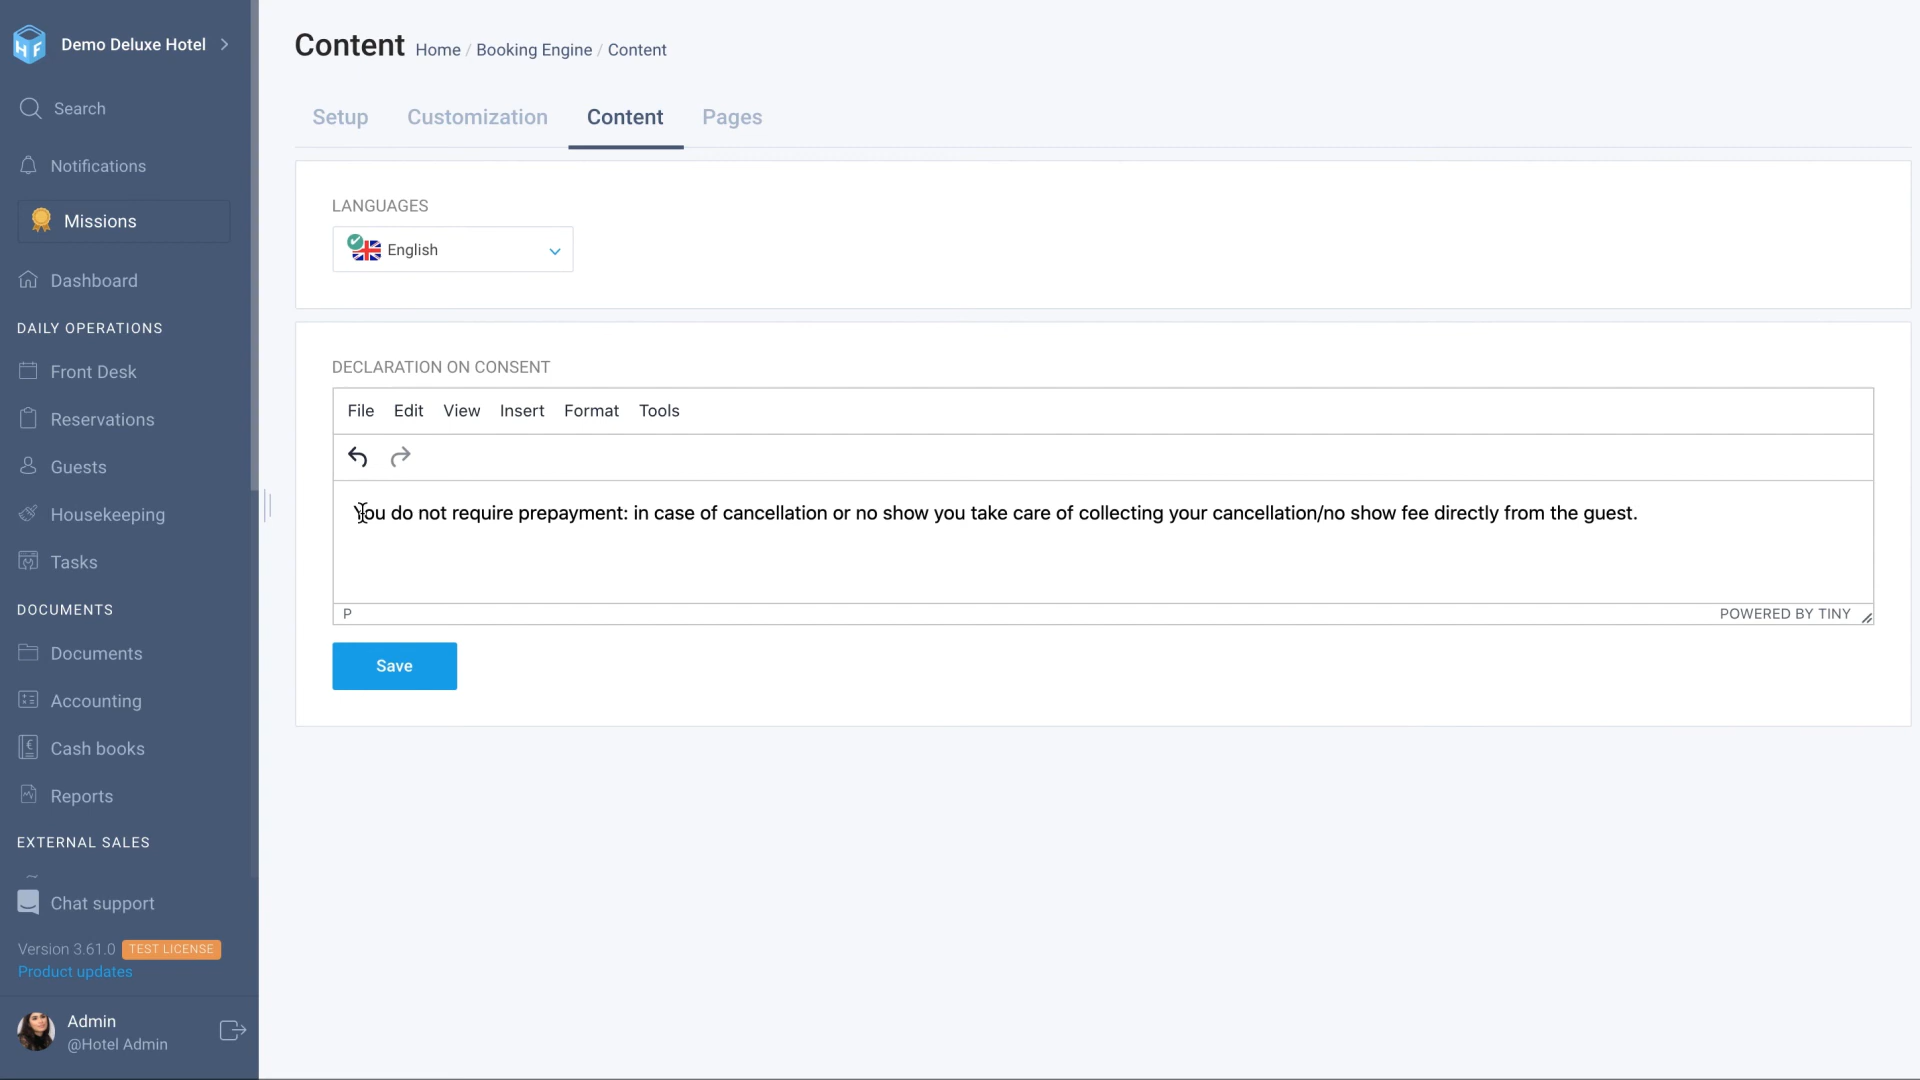 Demo Deluxe Hotel
Search
Notifications
Missions
Dashboard
DAILY OPERATIONS
Front Desk
Reservations
Guests
Housekeeping
Tasks
DOCUMENTS
Documents
Accounting
Cash books
Reports
EXTERNAL SALES
Chat support
Version 3.61.0 TEST LICENSE
Product updates
Admin
@Hotel Admin
Content Home / Booking Engine / Content
Setup Customization Content Pages
LANGUAGES
English
DECLARATION ON CONSENT
File Edit View Insert Format Tools
You do not require prepayment: in case of cancellation or no show you take care of collecting your cancellation/no show fee directly from the guest.
P POWERED BY TINY
Save